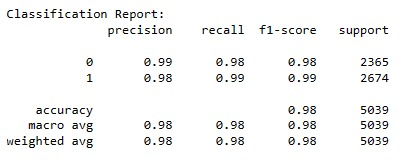 Classification Report:
precision recall f1-score support
0 0.99 0.98 0.98 2365
1 0.98 0.99 0.99 2674
accuracy 0.98 5039
macro avg 0.98 0.98 0.98 5039
weighted avg 0.98 0.98 0.98 5039